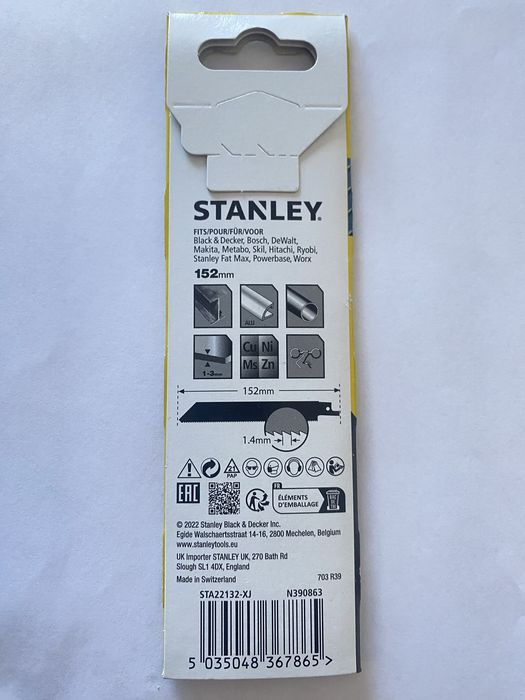 STANLEY.
FITS/POUR/FÜR/VOOR
Black & Decker, Bosch, DeWalt,
Makita, Metabo, Skil, Hitachi, Ryobi,
Stanley Fat Max, Powerbase, Worx
152mm
ALU
1-3mm
Cu Ni
Ms Zn
152mm
1.4mm
21
PAP
EAC
FR
ÉLÉMENTS
D'EMBALLAGE
© 2022 Stanley Black & Decker Inc.
Egide Walschaertsstraat 14-16, 2800 Mechelen, Belgium
www.stanleytools.eu
UK Importer STANLEY UK, 270 Bath Rd
Slough SL1 4DX, England
Made in Switzerland 703 R39
STA22132-XJ N390863
5 035048 367865 >